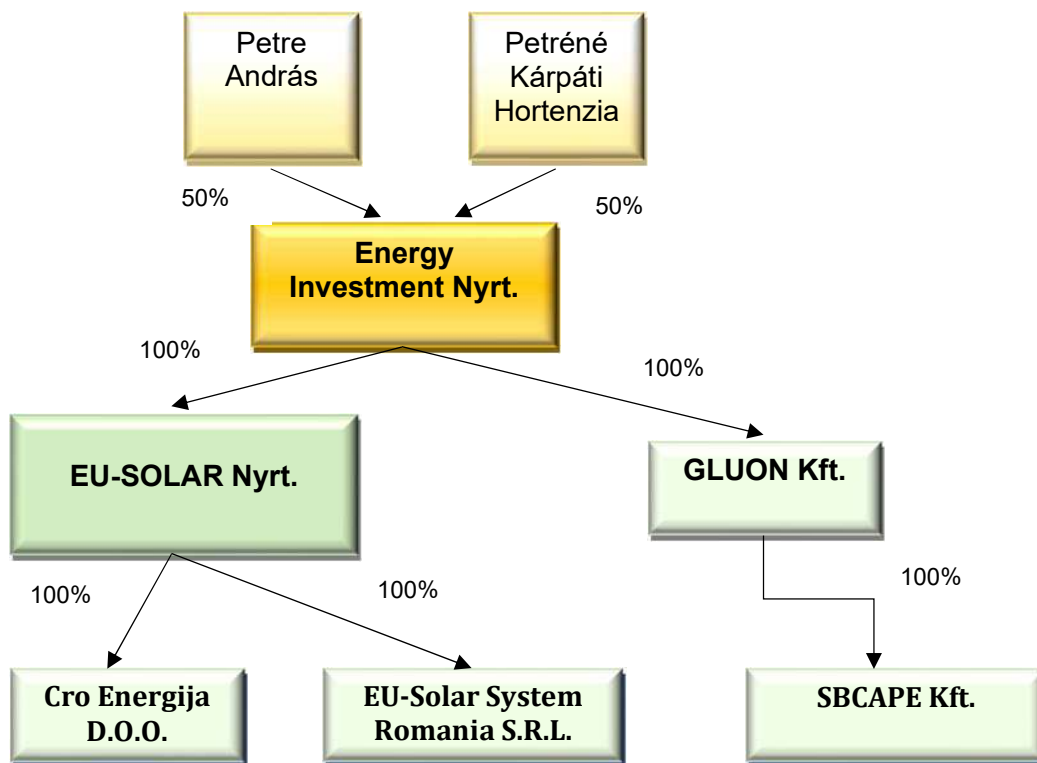 Petre
András
Petréné
Kárpáti
Hortenzia
50%
50%
Energy
Investment Nyrt.
100%
100%
EU-SOLAR Nyrt.
GLUON Kft.
100%
100%
100%
Cro Energija
D.O.O.
EU-Solar System
Romania S.R.L.
SBCAPE Kft.